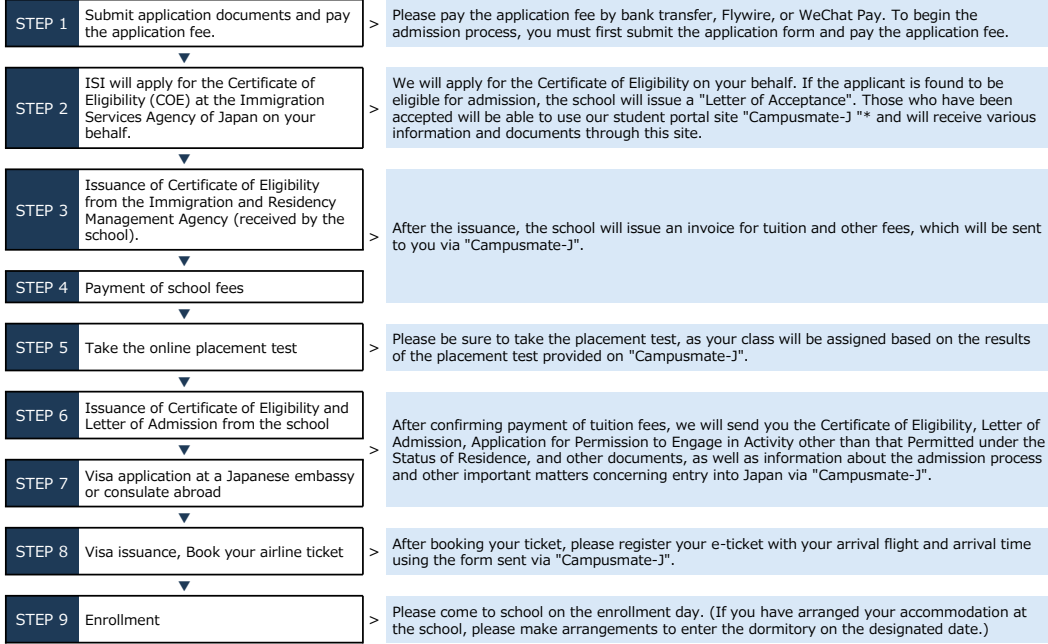 STEP 1
Submit application documents and pay
the application fee.
>
Please pay the application fee by bank transfer, Flywire, or WeChat Pay. To begin the
admission process, you must first submit the application form and pay the application fee.
▼
STEP 2
ISI will apply for the Certificate of
Eligibility (COE) at the Immigration
Services Agency of Japan on your
behalf.
>
We will apply for the Certificate of Eligibility on your behalf. If the applicant is found to be
eligible for admission, the school will issue a "Letter of Acceptance". Those who have been
accepted will be able to use our student portal site "Campusmate-J "* and will receive various
information and documents through this site.
▼
STEP 3
Issuance of Certificate of Eligibility
from the Immigration and Residency
Management Agency (received by the
school).
▼
STEP 4
Payment of school fees
>
After the issuance, the school will issue an invoice for tuition and other fees, which will be sent
to you via "Campusmate-J".
▼
STEP 5
Take the online placement test
>
Please be sure to take the placement test, as your class will be assigned based on the results
of the placement test provided on "Campusmate-J".
▼
STEP 6
Issuance of Certificate of Eligibility and
Letter of Admission from the school
▼
STEP 7
Visa application at a Japanese embassy
or consulate abroad
>
After confirming payment of tuition fees, we will send you the Certificate of Eligibility, Letter of
Admission, Application for Permission to Engage in Activity other than that Permitted under the
Status of Residence, and other documents, as well as information about the admission process
and other important matters concerning entry into Japan via "Campusmate-J".
▼
STEP 8
Visa issuance, Book your airline ticket
>
After booking your ticket, please register your e-ticket with your arrival flight and arrival time
using the form sent via "Campusmate-J".
▼
STEP 9
Enrollment
>
Please come to school on the enrollment day. (If you have arranged your accommodation at
the school, please make arrangements to enter the dormitory on the designated date.)